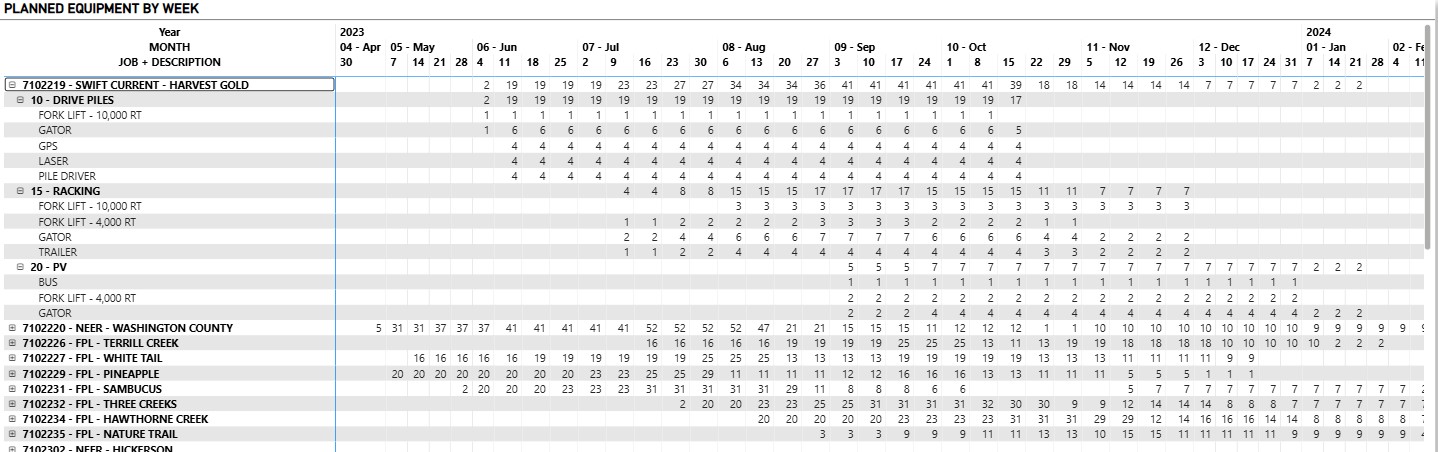 PLANNED EQUIPMENT BY WEEK
Year 2023 2024
MONTH 04 - Apr 05 - May 06 - Jun 07 - Jul 08 - Aug 09 - Sep 10 - Oct 11 - Nov 12 - Dec 01 - Jan 02 - Fe
JOB + DESCRIPTION 30 7 14 21 28 4 11 18 25 2 9 16 23 30 6 13 20 27 3 10 17 24 1 8 15 22 29 5 12 19 26 3 10 17 24 31 7 14 21 28 4 11
7102219 - SWIFT CURRENT - HARVEST GOLD 2 19 19 19 19 23 23 27 27 34 34 34 36 41 41 41 41 41 41 39 18 18 14 14 14 14 7 7 7 7 7 2 2 2
10 - DRIVE PILES 2 19 19 19 19 19 19 19 19 19 19 19 19 19 19 19 19 19 19 17
FORK LIFT - 10,000 RT 1 1 1 1 1 1 1 1 1 1 1 1 1 1 1 1 1 1 1
GATOR 1 6 6 6 6 6 6 6 6 6 6 6 6 6 6 6 6 6 6 5
GPS 4 4 4 4 4 4 4 4 4 4 4 4 4 4 4 4 4 4 4
LASER 4 4 4 4 4 4 4 4 4 4 4 4 4 4 4 4 4 4 4
PILE DRIVER 4 4 4 4 4 4 4 4 4 4 4 4 4 4 4 4 4 4 4
15 - RACKING 4 4 8 8 15 15 15 17 17 17 17 15 15 15 15 11 11 7 7 7 7
FORK LIFT - 10,000 RT 3 3 3 3 3 3 3 3 3 3 3 3 3 3 3 3 3
FORK LIFT - 4,000 RT 1 1 2 2 2 2 2 3 3 3 3 2 2 2 2 1 1
GATOR 2 2 4 4 6 6 6 7 7 7 7 6 6 6 6 4 4 2 2 2 2
TRAILER 1 1 2 2 4 4 4 4 4 4 4 4 4 4 4 3 3 2 2 2 2
20 - PV 5 5 5 7 7 7 7 7 7 7 7 7 7 7 7 7 7 7 2 2 2
BUS 1 1 1 1 1 1 1 1 1 1 1 1 1 1 1 1 1 1
FORK LIFT - 4,000 RT 2 2 2 2 2 2 2 2 2 2 2 2 2 2 2 2 2 2
GATOR 2 2 2 4 4 4 4 4 4 4 4 4 4 4 4 4 4 4 2 2 2
7102220 - NEER - WASHINGTON COUNTY 5 31 31 37 37 37 41 41 41 41 41 52 52 52 52 47 21 21 15 15 15 11 12 12 12 1 1 10 10 10 10 10 10 10 10 10 9 9 9 9 9 9
7102226 - FPL - TERRILL CREEK 16 16 16 16 16 19 19 19 19 25 25 25 13 11 13 19 19 18 18 18 18 10 10 10 10 10 2 2 2
7102227 - FPL - WHITE TAIL 16 16 16 16 16 19 19 19 19 19 19 25 25 25 13 13 13 13 19 19 19 19 19 19 13 13 13 11 11 11 11 9 9
7102229 - FPL - PINEAPPLE 20 20 20 20 20 20 20 20 20 23 23 25 25 29 11 11 11 11 12 12 16 16 16 13 13 11 11 11 5 5 5 1 1 1
7102231 - FPL - SAMBUCUS 2 20 20 20 23 23 23 31 31 31 31 31 29 11 8 8 8 6 6 5 7 7 7 7 7 7 7 7 7 7 7 7 7 2
7102232 - FPL - THREE CREEKS 2 20 20 23 23 25 25 31 31 31 31 32 30 30 9 9 12 14 14 14 8 8 8 7 7 7 7 7 7 7
7102234 - FPL - HAWTHORNE CREEK 20 20 20 20 23 23 23 23 31 31 31 29 29 12 14 16 16 16 14 14 8 8 8 8 8 7
7102235 - FPL - NATURE TRAIL 3 3 3 9 9 9 11 11 13 13 10 15 15 11 11 11 11 11 9 9 9 9 9 9 4
7102302 - NEER - HICKERSON